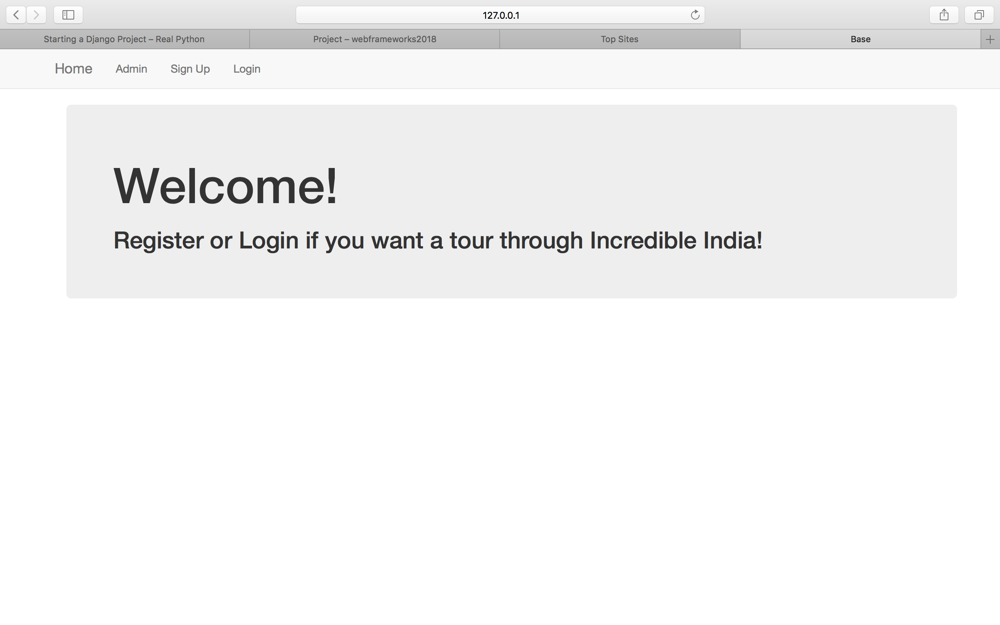 127.0.0.1
Starting a Django Project – Real Python
Project – webframeworks2018
Top Sites
Base
Home Admin Sign Up Login
Welcome!
Register or Login if you want a tour through Incredible India!